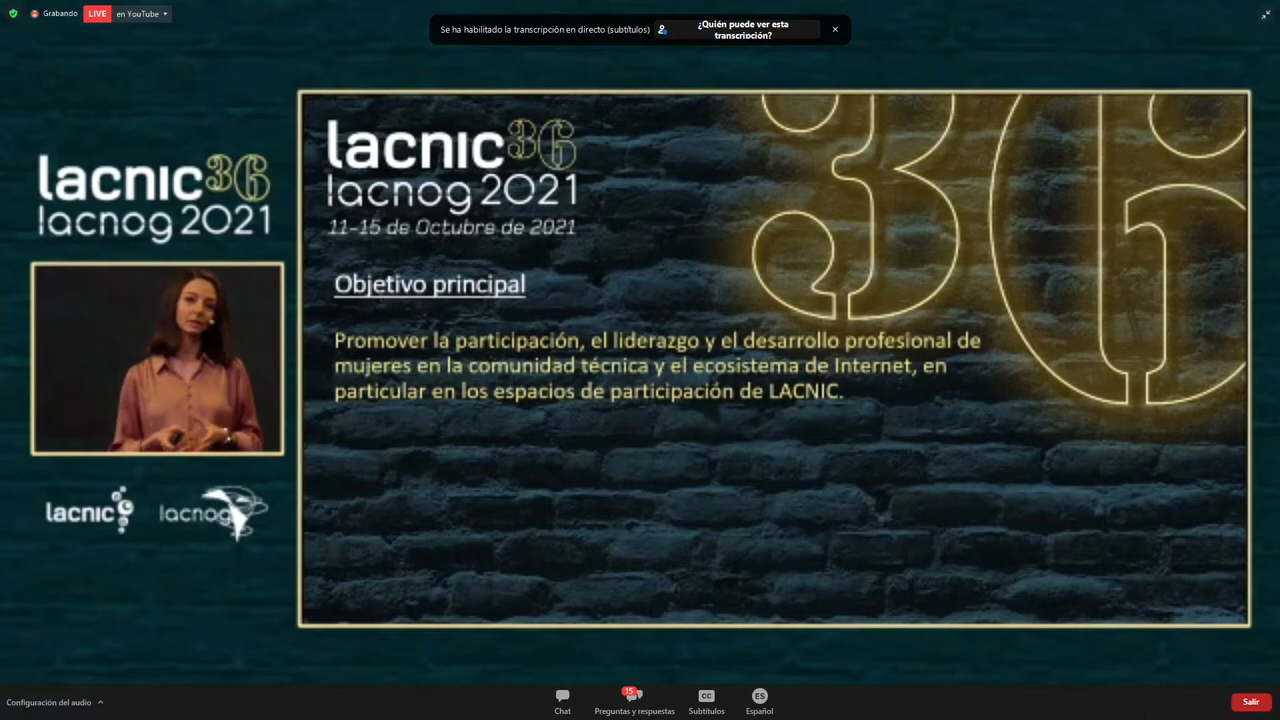 Grabando
LIVE
en YouTube
Se ha habilitado la transcripción en directo (subtítulos)
¿Quién puede ver esta
transcripción?
lacnic36
lacnog 2021
lacnic36
lacnog 2021
11-15 de Octubre de 2021
36
Objetivo principal
Promover la participación, el liderazgo y el desarrollo profesional de
mujeres en la comunidad técnica y el ecosistema de Internet, en
particular en los espacios de participación de LACNIC.
lacnic
lacnog
Configuración del audio
Chat
15
Preguntas y respuestas
CC
Subtítulos
ES
Español
Salir